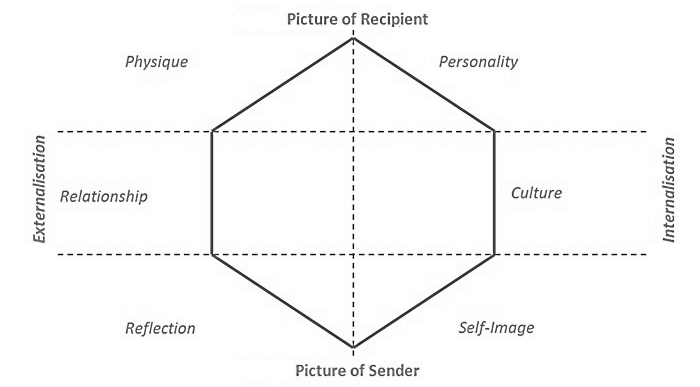 Picture of Recipient
Physique
Personality
Externalisation
Relationship
Culture
Internalisation
Reflection
Self-Image
Picture of Sender